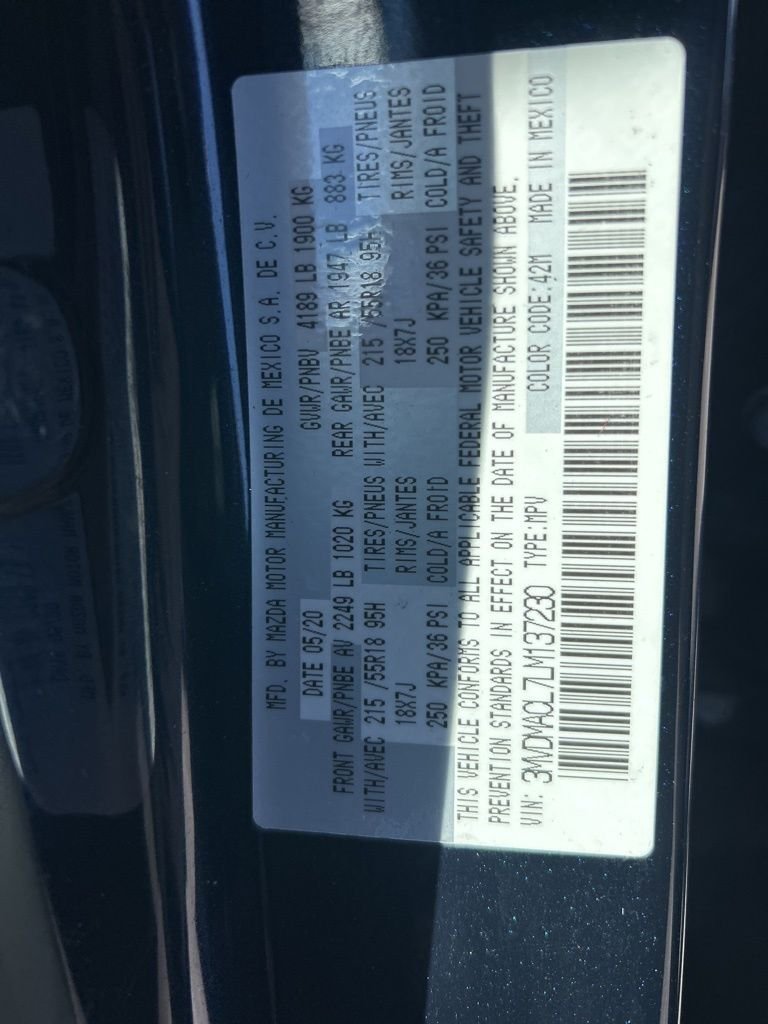 MFD. BY MAZDA MOTOR MANUFACTURING DE MEXICO S.A. DE C.V.
DATE 05/20 GVWR/PNBV 4189 LB 1900 KG
FRONT GAWR/PNBE AV 2249 LB 1020 KG REAR GAWR/PNBE AR 1947 LB 883 KG
WITH/AVEC 215 /55R18 95H TIRES/PNEUS WITH/AVEC 215 /55R18 95H TIRES/PNEUS
18X7J RIMS/JANTES 18X7J RIMS/JANTES
250 KPA/36 PSI COLD/A FROID 250 KPA/36 PSI COLD/A FROID
THIS VEHICLE CONFORMS TO ALL APPLICABLE FEDERAL MOTOR VEHICLE SAFETY AND THEFT
PREVENTION STANDARDS IN EFFECT ON THE DATE OF MANUFACTURE SHOWN ABOVE.
VIN: 3MVDMACL7LM137230 TYPE:MPV COLOR CODE:42M MADE IN MEXICO